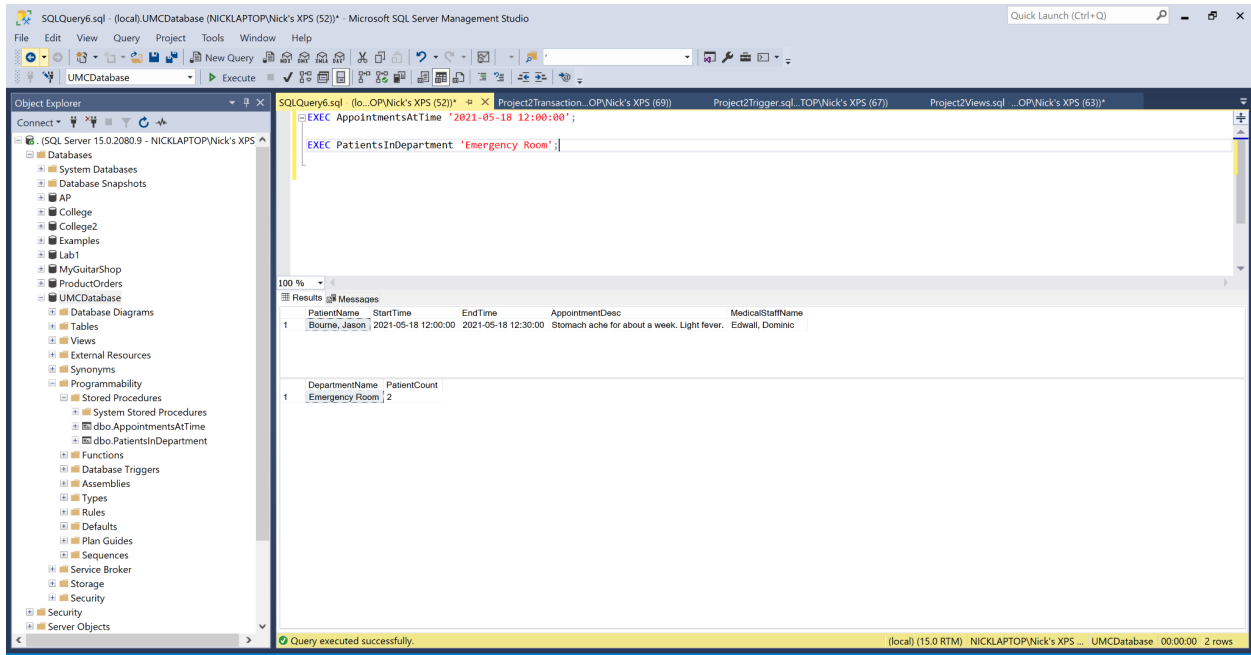 SQLQuery6.sql - (local).UMCDatabase (NICKLAPTOP\Nick's XPS (52))* - Microsoft SQL Server Management Studio
Quick Launch (Ctrl+Q)
File Edit View Query Project Tools Window Help
New Query
UMCDatabase Execute
Object Explorer
Connect
. (SQL Server 15.0.2080.9 - NICKLAPTOP\Nick's XPS
Databases
System Databases
Database Snapshots
AP
College
College2
Examples
Lab1
MyGuitarShop
ProductOrders
UMCDatabase
Database Diagrams
Tables
Views
External Resources
Synonyms
Programmability
Stored Procedures
System Stored Procedures
dbo.AppointmentsAtTime
dbo.PatientsInDepartment
Functions
Database Triggers
Assemblies
Types
Rules
Defaults
Plan Guides
Sequences
Service Broker
Storage
Security
Security
Server Objects
SQLQuery6.sql - (lo...OP\Nick's XPS (52))* Project2Transaction...OP\Nick's XPS (69)) Project2Trigger.sql...TOP\Nick's XPS (67)) Project2Views.sql ...OP\Nick's XPS (63))*
EXEC AppointmentsAtTime '2021-05-18 12:00:00';
EXEC PatientsInDepartment 'Emergency Room';
100 %
Results Messages
PatientName StartTime EndTime AppointmentDesc MedicalStaffName
1 Bourne, Jason 2021-05-18 12:00:00 2021-05-18 12:30:00 Stomach ache for about a week. Light fever. Edwall, Dominic
DepartmentName PatientCount
1 Emergency Room 2
Query executed successfully. (local) (15.0 RTM) NICKLAPTOP\Nick's XPS ... UMCDatabase 00:00:00 2 rows